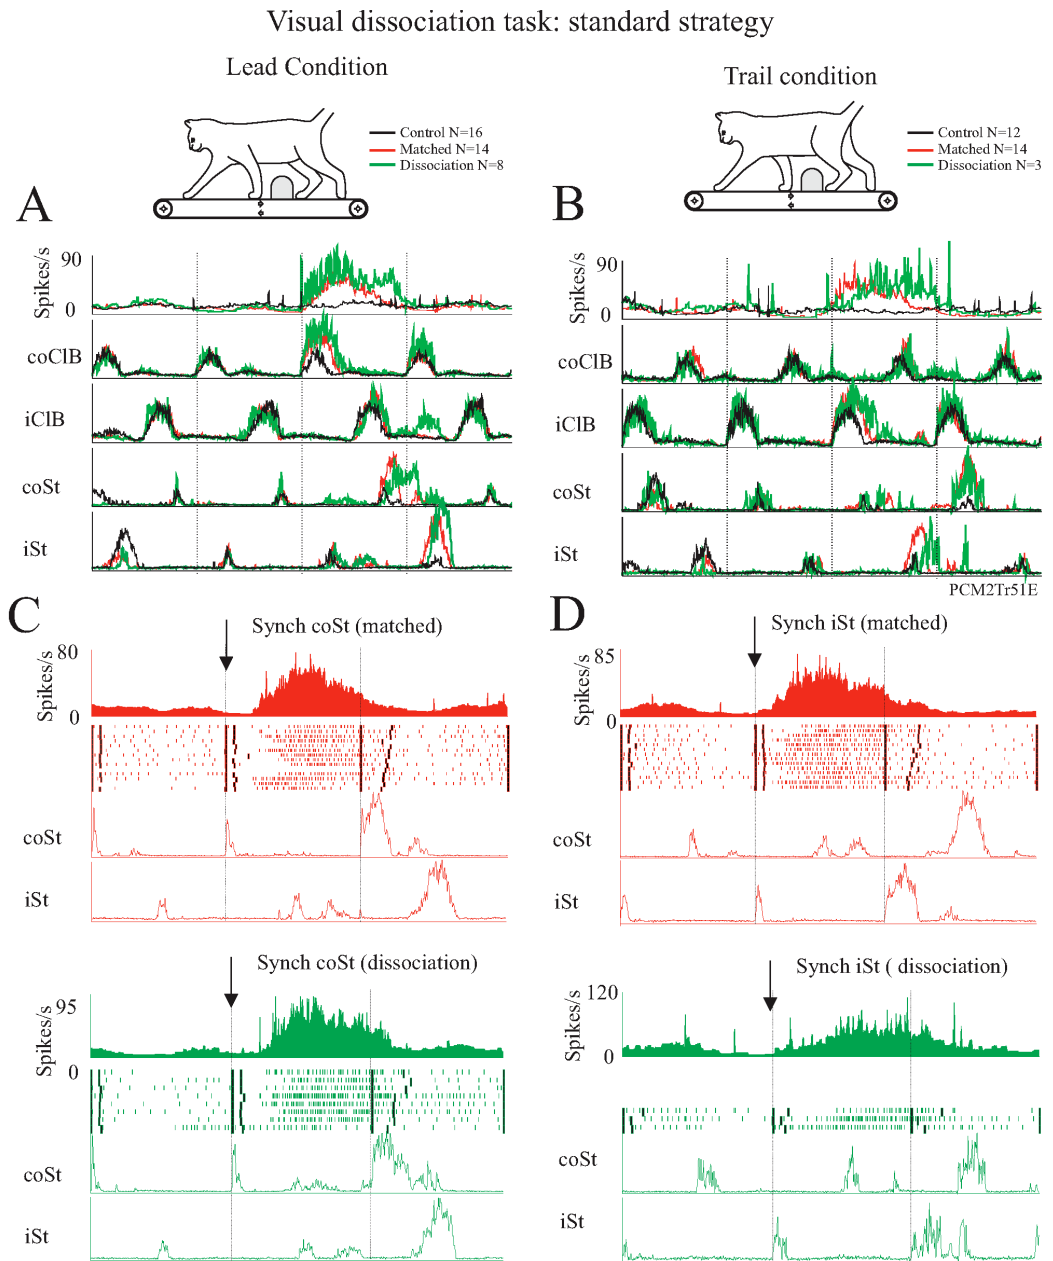 Visual dissociation task: standard strategy
Lead Condition
Trail condition
Control N=16
Matched N=14
Dissociation N=8
Control N=12
Matched N=14
Dissociation N=3
A
B
Spikes/s
90
0
coClB
iClB
coSt
iSt
Spikes/s
90
0
coClB
iClB
coSt
iSt
PCM2Tr51E
C
Synch coSt (matched)
Spikes/s
80
0
coSt
iSt
D
Synch iSt (matched)
Spikes/s
85
0
coSt
iSt
Synch coSt (dissociation)
Spikes/s
95
0
coSt
iSt
Synch iSt ( dissociation)
Spikes/s
120
0
coSt
iSt